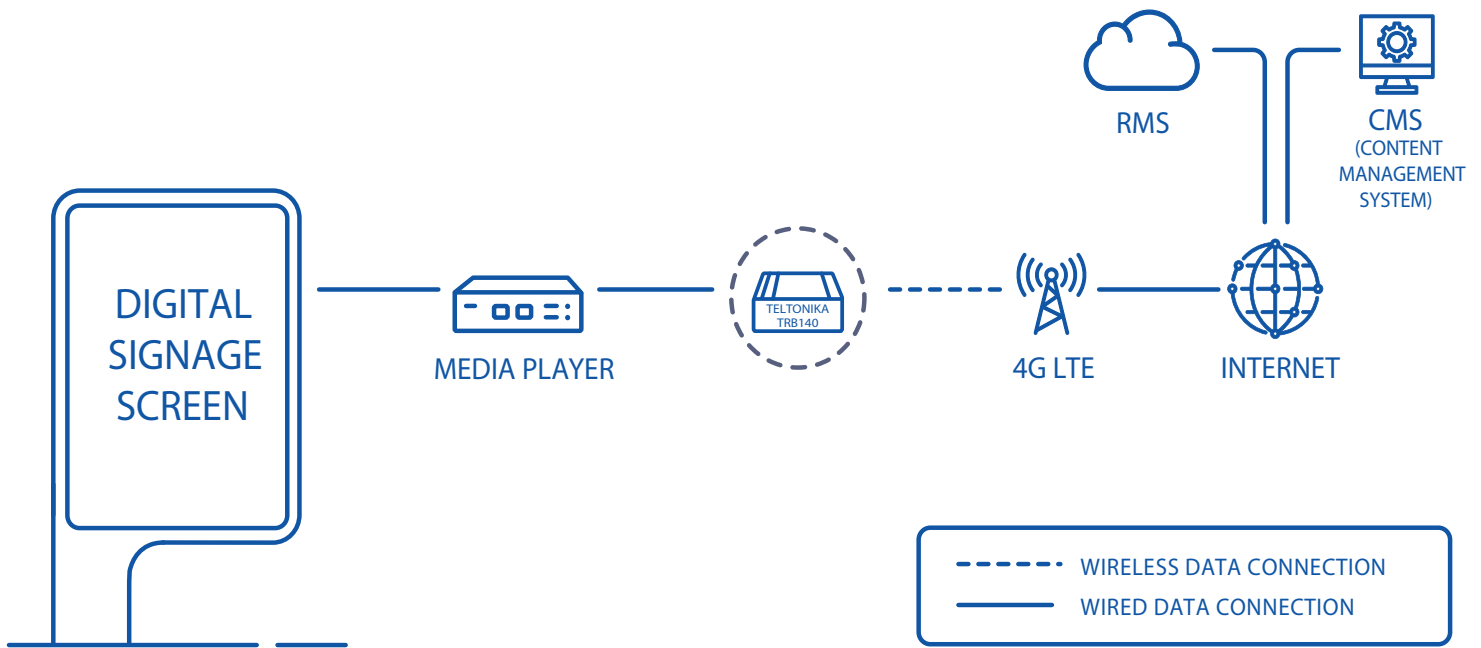 RMS
CMS
(CONTENT
MANAGEMENT
SYSTEM)
DIGITAL
SIGNAGE
SCREEN
MEDIA PLAYER
TELTONIKA
TRB140
4G LTE
INTERNET
WIRELESS DATA CONNECTION
WIRED DATA CONNECTION